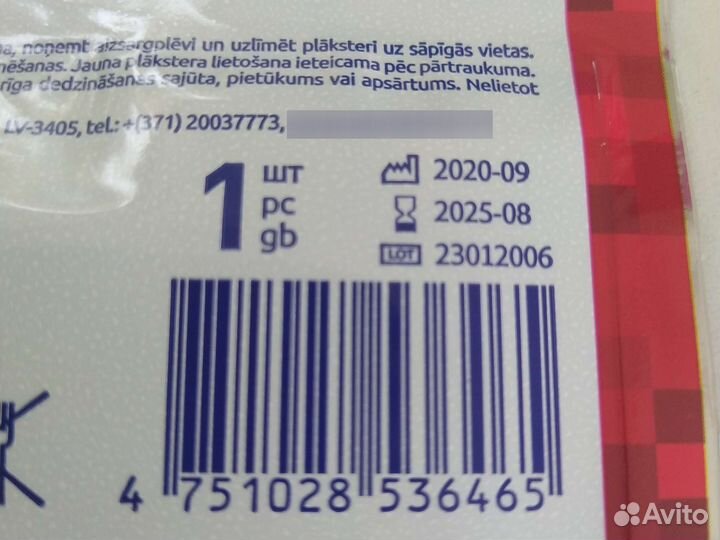 noņemt aizsargplēvi un uzlīmēt plāksteri uz sāpīgās vietas.
Jauna plākstera lietošana ieteicama pēc pārtraukuma.
dedzināšanas sajūta, pietūkums vai apsārtums. Nelietot
LV-3405, tel.: +(371) 20037773,
1 шт
pc
gb
2020-09
2025-08
LOT 23012006
4 751028 536465
Avito